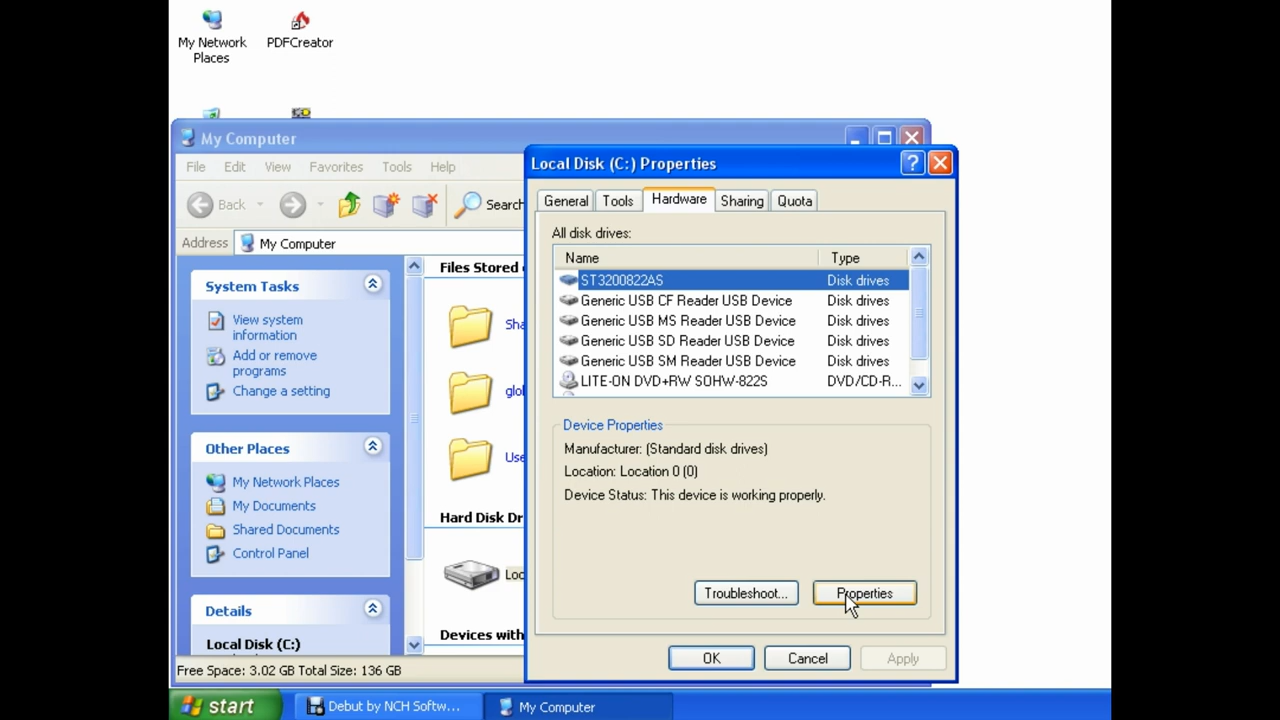 My Network
Places
PDFCreator
My Computer
File Edit View Favorites Tools Help
Back
Search
Address My Computer
System Tasks
View system
information
Add or remove
programs
Change a setting
Other Places
My Network Places
My Documents
Shared Documents
Control Panel
Details
Local Disk (C:)
Files Stored
Hard Disk Dr
Devices with
Free Space: 3.02 GB Total Size: 136 GB
Local Disk (C:) Properties
General Tools Hardware Sharing Quota
All disk drives:
Name Type
ST3200822AS Disk drives
Generic USB CF Reader USB Device Disk drives
Generic USB MS Reader USB Device Disk drives
Generic USB SD Reader USB Device Disk drives
Generic USB SM Reader USB Device Disk drives
LITE-ON DVD+RW SOHW-822S DVD/CD-R...
Device Properties
Manufacturer: (Standard disk drives)
Location: Location 0 (0)
Device Status: This device is working properly.
Troubleshoot... Properties
OK Cancel Apply
start Debut by NCH Softw... My Computer